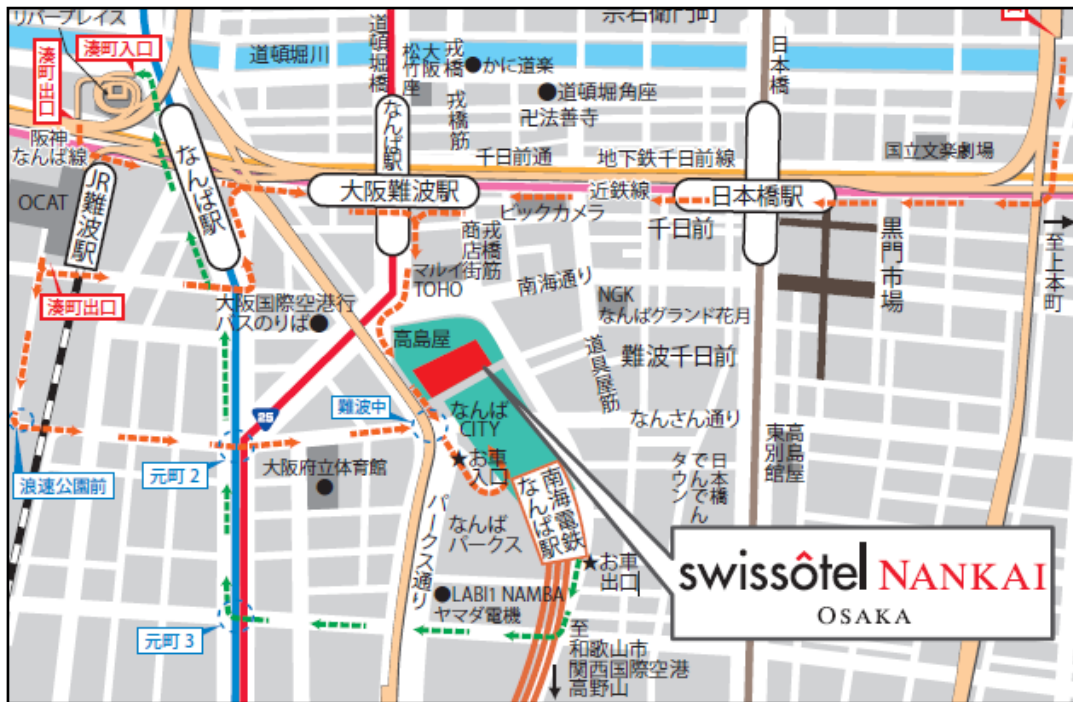 リバープレイス
湊町入口
湊町出口
道頓堀川
道頓堀橋
大阪
松竹座
戎橋
●かに道楽
宗右衛門町
日本橋
●道頓堀角座
卍法善寺
戎橋筋
阪神
なんば線
なんば駅
なんば駅
千日前通
地下鉄千日前線
国立文楽劇場
OCAT
JR難波駅
大阪難波駅
近鉄線
日本橋駅
ビックカメラ
千日前
黒門市場
至上本町
戎橋筋
商店街
マルイ
TOHO
南海通り
湊町出口
大阪国際空港行
バスのりば●
NGK
なんばグランド花月
高島屋
道具屋筋
難波千日前
25
難波中
なんば
CITY
なんさん通り
★お車
入口
大阪府立体育館
●
元町 2
浪速公園前
高島屋
東別館
日本橋
でんでん
タウン
南海電鉄
なんば駅
パークス通り
なんば
パークス
★お車
出口
swissôtel NANKAI
OSAKA
●LABI1 NAMBA
ヤマダ電機
元町 3
至
和歌山市
関西国際空港
高野山